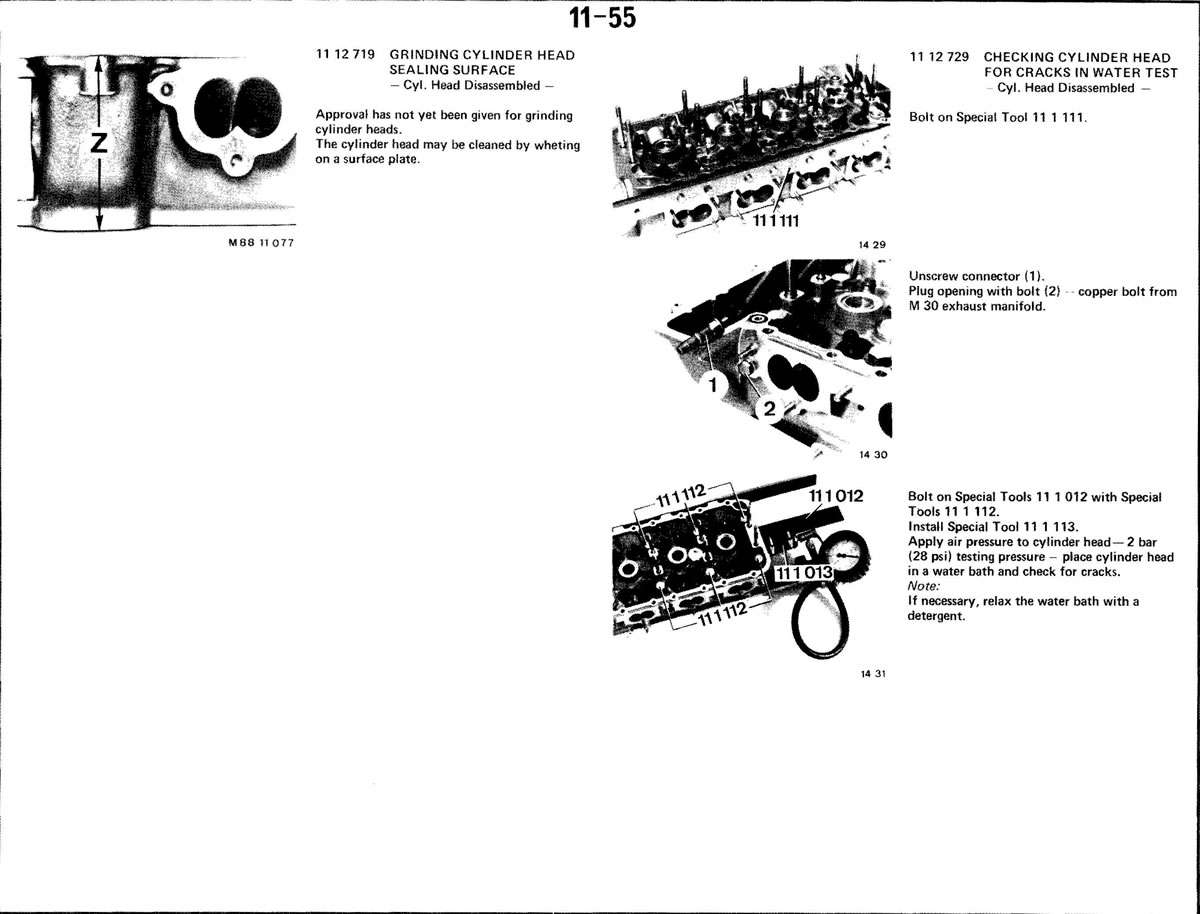 11-55
11 12 719 GRINDING CYLINDER HEAD
SEALING SURFACE
— Cyl. Head Disassembled —
Approval has not yet been given for grinding
cylinder heads.
The cylinder head may be cleaned by wheting
on a surface plate.
Z
M88 11 077
11 12 729 CHECKING CYLINDER HEAD
FOR CRACKS IN WATER TEST
– Cyl. Head Disassembled —
Bolt on Special Tool 11 1 111.
111111
14 29
Unscrew connector (1).
Plug opening with bolt (2) -- copper bolt from
M 30 exhaust manifold.
1
2
14 30
Bolt on Special Tools 11 1 012 with Special
Tools 11 1 112.
Install Special Tool 11 1 113.
Apply air pressure to cylinder head — 2 bar
(28 psi) testing pressure – place cylinder head
in a water bath and check for cracks.
Note:
If necessary, relax the water bath with a
detergent.
111112
111012
111013
111112
14 31